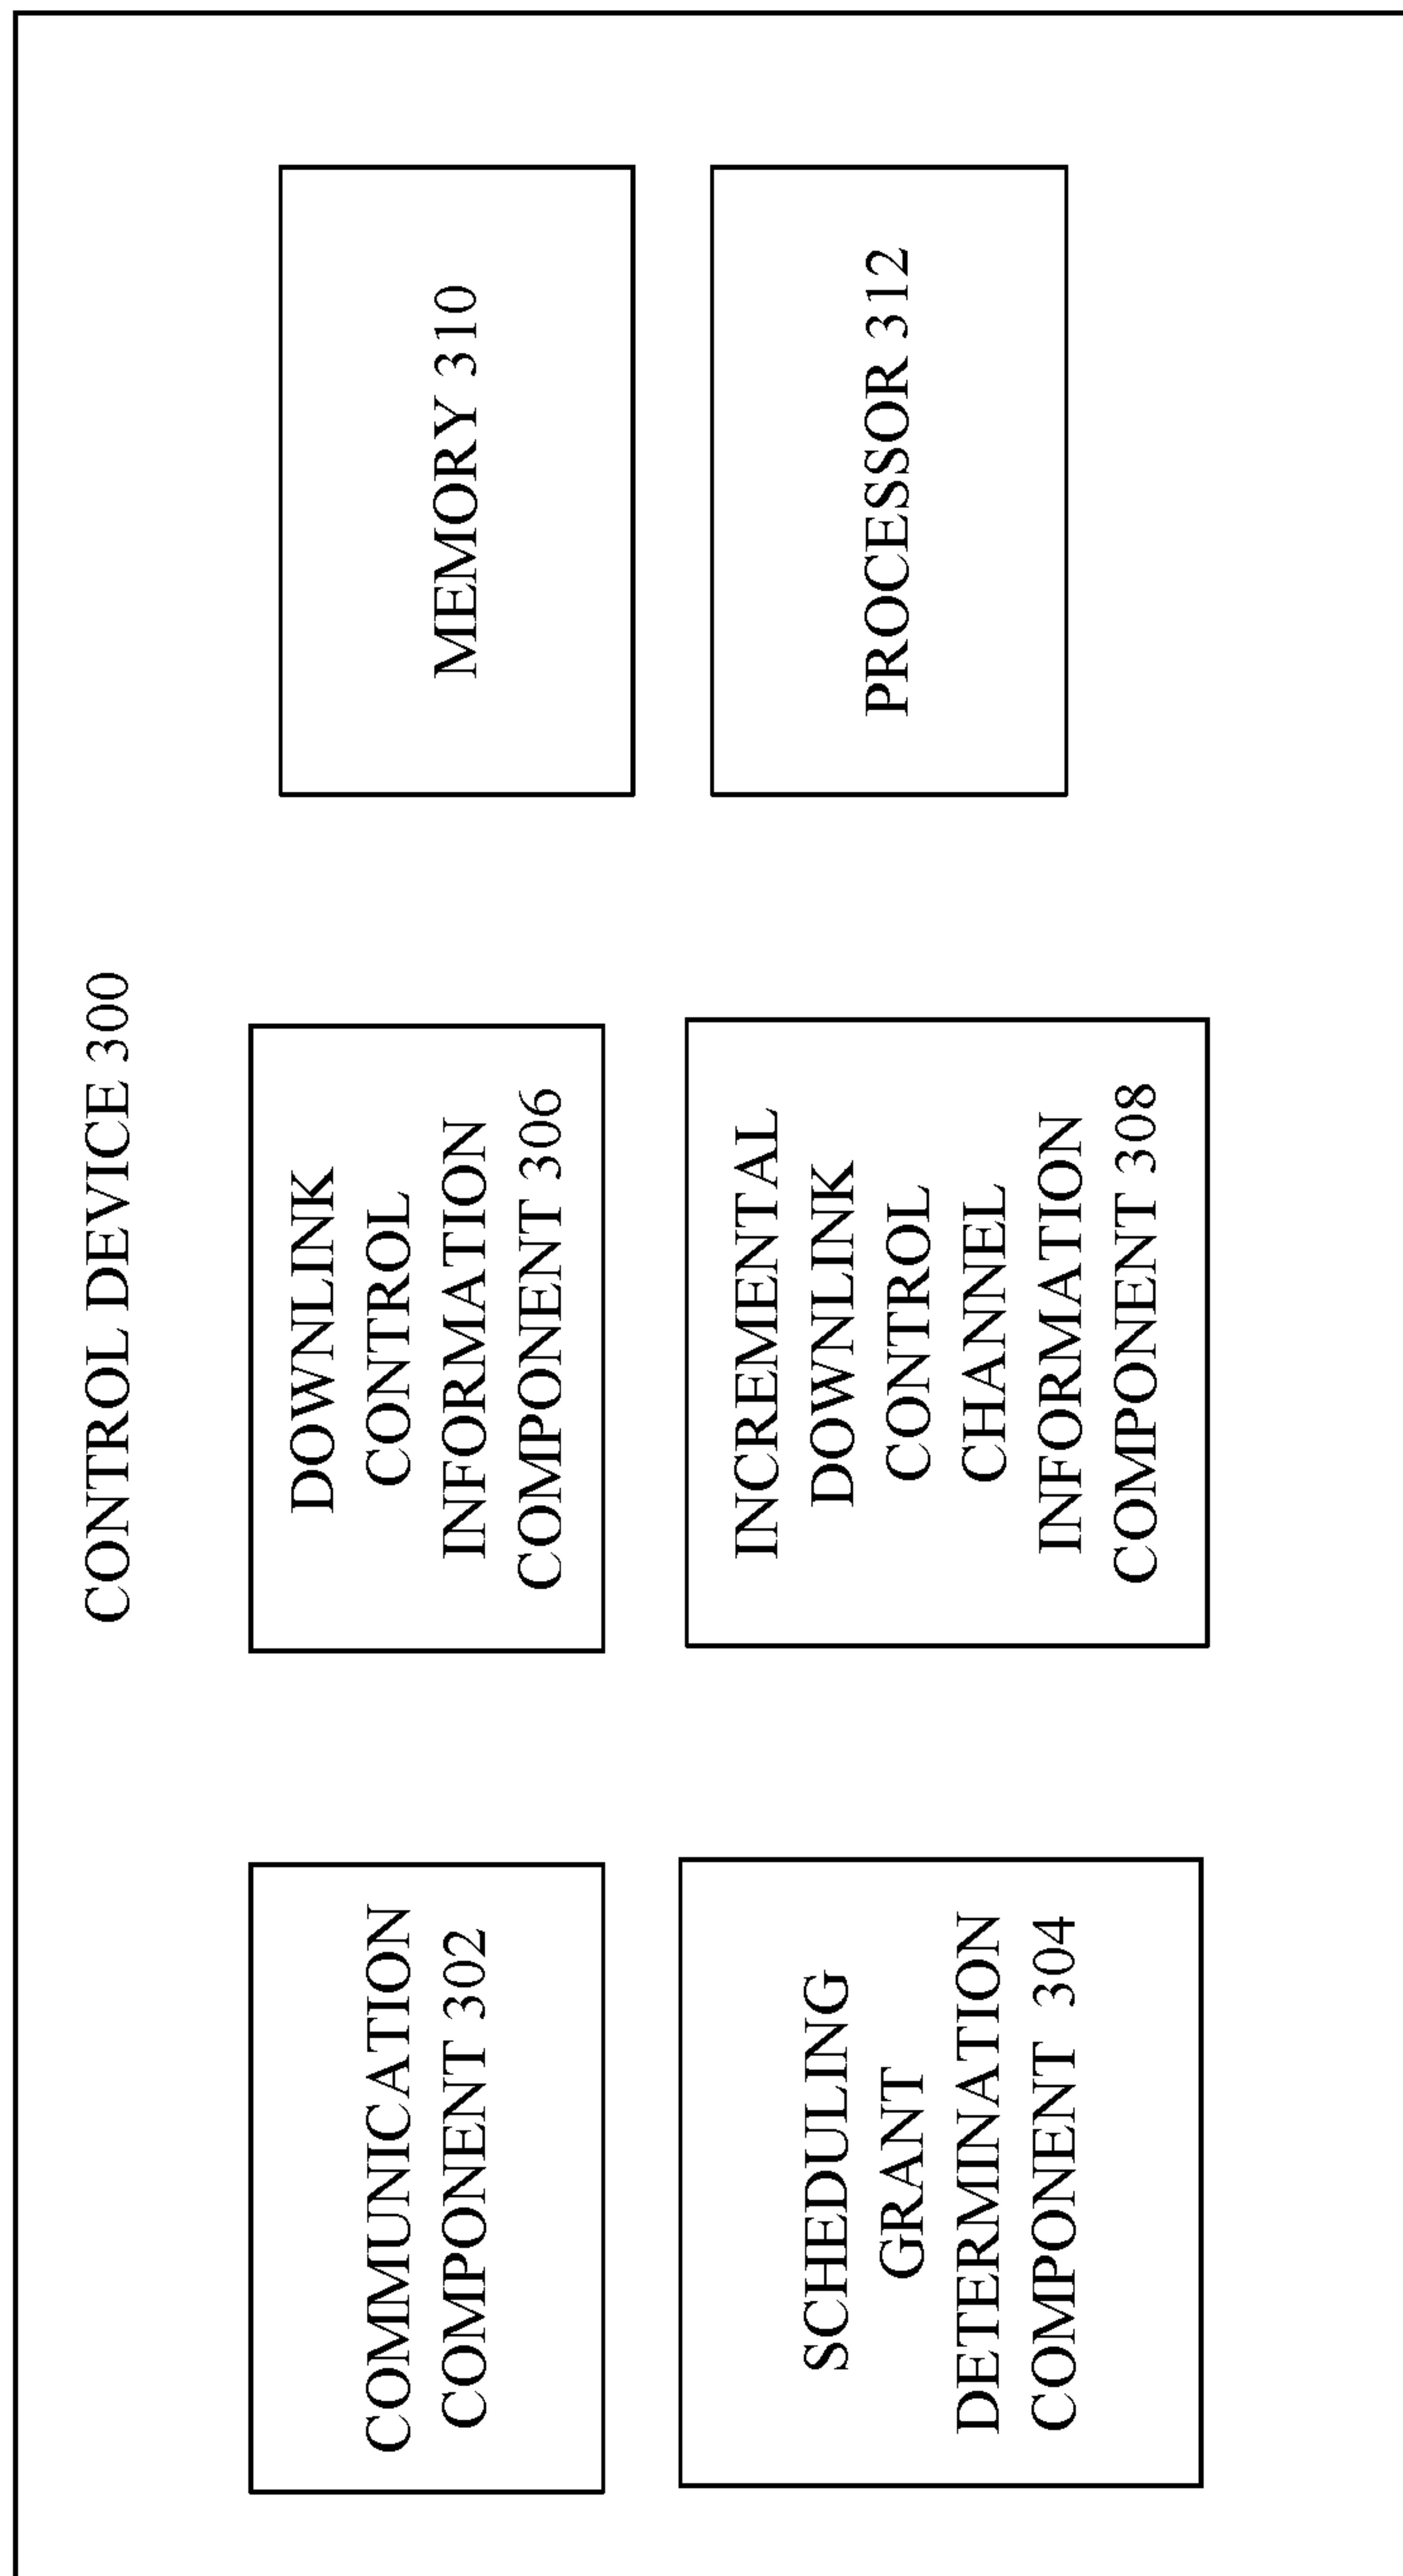 CONTROL DEVICE 300
COMMUNICATION
COMPONENT 302
DOWNLINK
CONTROL
INFORMATION
COMPONENT 306
MEMORY 310
SCHEDULING
GRANT
DETERMINATION
COMPONENT 304
INCREMENTAL
DOWNLINK
CONTROL
CHANNEL
INFORMATION
COMPONENT 308
PROCESSOR 312